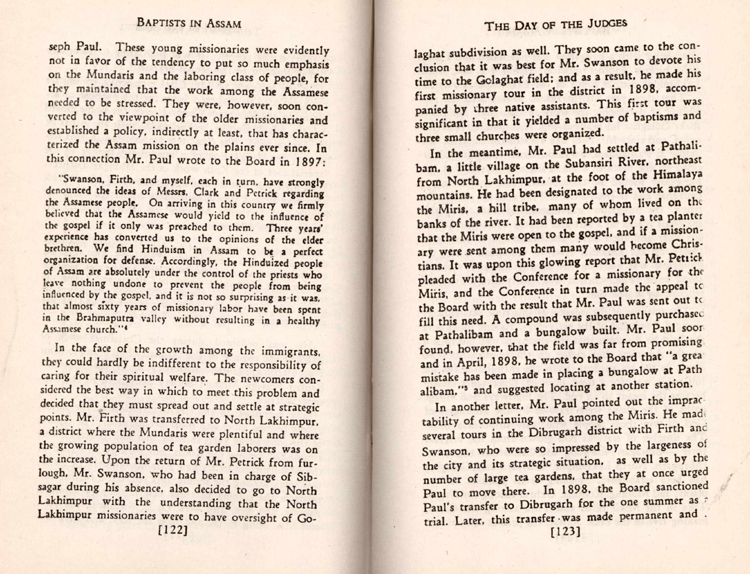 BAPTISTS IN ASSAM
seph Paul. These young missionaries were evidently
not in favor of the tendency to put so much emphasis
on the Mundaris and the laboring class of people, for
they maintained that the work among the Assamese
needed to be stressed. They were, however, soon con-
verted to the viewpoint of the older missionaries and
established a policy, indirectly at least, that has charac-
terized the Assam mission on the plains ever since. In
this connection Mr. Paul wrote to the Board in 1897:
"Swanson, Firth, and myself, each in turn, have strongly
denounced the ideas of Messrs. Clark and Petrick regarding
the Assamese people. On arriving in this country we firmly
believed that the Assamese would yield to the influence of
the gospel if it only was preached to them. Three years'
experience has converted us to the opinions of the elder
brethren. We find Hinduism in Assam to be a perfect
organization for defense. Accordingly, the Hinduized people
of Assam are absolutely under the control of the priests who
leave nothing undone to prevent the people from being
influenced by the gospel, and it is not so surprising as it was,
that almost sixty years of missionary labor have been spent
in the Brahmaputra valley without resulting in a healthy
Assamese church."⁴
In the face of the growth among the immigrants,
they could hardly be indifferent to the responsibility of
caring for their spiritual welfare. The newcomers con-
sidered the best way in which to meet this problem and
decided that they must spread out and settle at strategic
points. Mr. Firth was transferred to North Lakhimpur,
a district where the Mundaris were plentiful and where
the growing population of tea garden laborers was on
the increase. Upon the return of Mr. Petrick from fur-
lough, Mr. Swanson, who had been in charge of Sib-
sagar during his absence, also decided to go to North
Lakhimpur with the understanding that the North
Lakhimpur missionaries were to have oversight of Go-
[122]
THE DAY OF THE JUDGES
laghat subdivision as well. They soon came to the con-
clusion that it was best for Mr. Swanson to devote his
time to the Golaghat field; and as a result, he made his
first missionary tour in the district in 1898, accom-
panied by three native assistants. This first tour was
significant in that it yielded a number of baptisms and
three small churches were organized.
In the meantime, Mr. Paul had settled at Pathali-
bam, a little village on the Subansiri River, northeast
from North Lakhimpur, at the foot of the Himalaya
mountains. He had been designated to the work among
the Miris, a hill tribe, many of whom lived on the
banks of the river. It had been reported by a tea planter
that the Miris were open to the gospel, and if a mission-
ary were sent among them many would become Chris-
tians. It was upon this glowing report that Mr. Petrick
pleaded with the Conference for a missionary for the
Miris, and the Conference in turn made the appeal to
the Board with the result that Mr. Paul was sent out to
fill this need. A compound was subsequently purchased
at Pathalibam and a bungalow built. Mr. Paul soon
found, however, that the field was far from promising
and in April, 1898, he wrote to the Board that "a grea
mistake has been made in placing a bungalow at Path
alibam,"⁵ and suggested locating at another station.
In another letter, Mr. Paul pointed out the imprac
tability of continuing work among the Miris. He made
several tours in the Dibrugarh district with Firth and
Swanson, who were so impressed by the largeness of
the city and its strategic situation, as well as by the
number of large tea gardens, that they at once urged
Paul to move there. In 1898, the Board sanctioned
Paul's transfer to Dibrugarh for the one summer as
trial. Later, this transfer was made permanent and
[123]